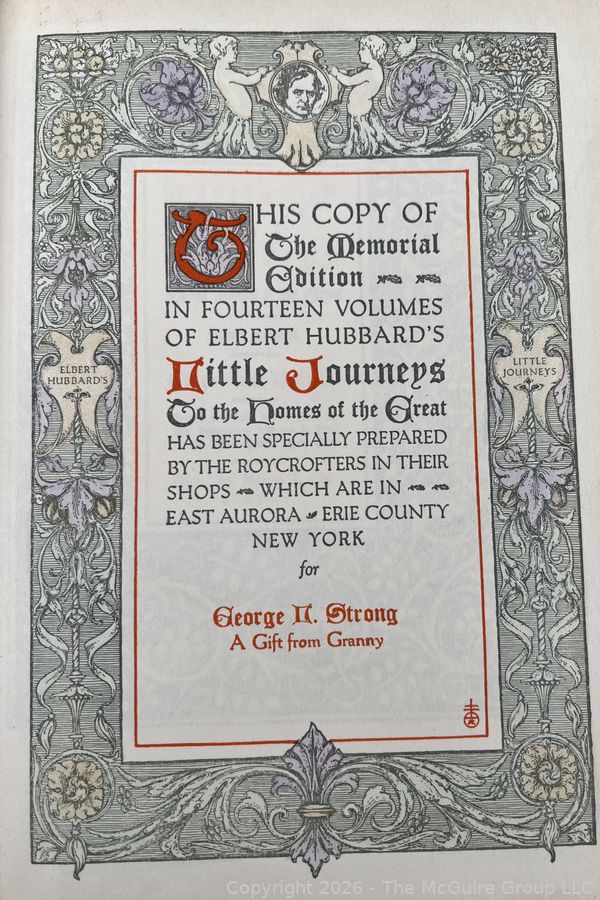 THIS COPY OF
The Memorial
Edition
IN FOURTEEN VOLUMES
OF ELBERT HUBBARD'S
Little Journeys
To the Homes of the Great
HAS BEEN SPECIALLY PREPARED
BY THE ROYCROFTERS IN THEIR
SHOPS WHICH ARE IN
EAST AURORA ERIE COUNTY
NEW YORK
for
George L. Strong
A Gift from Granny
ELBERT
HUBBARD'S
LITTLE
JOURNEYS
Copyright 2026 - The McGuire Group LLC